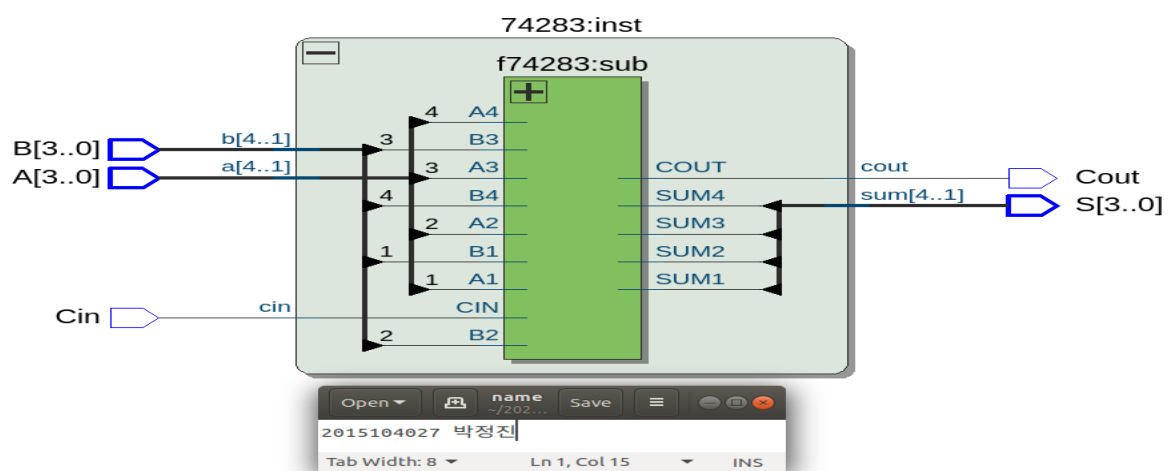 74283:inst
f74283:sub
4 A4
B[3..0] b[4..1] 3 B3
A[3..0] a[4..1] 3 A3 COUT cout Cout
4 B4 SUM4 sum[4..1] S[3..0]
2 A2 SUM3
1 B1 SUM2
1 A1 SUM1
Cin cin CIN
2 B2
Open name Save
~/202...
2015104027 박정진
Tab Width: 8 Ln 1, Col 15 INS